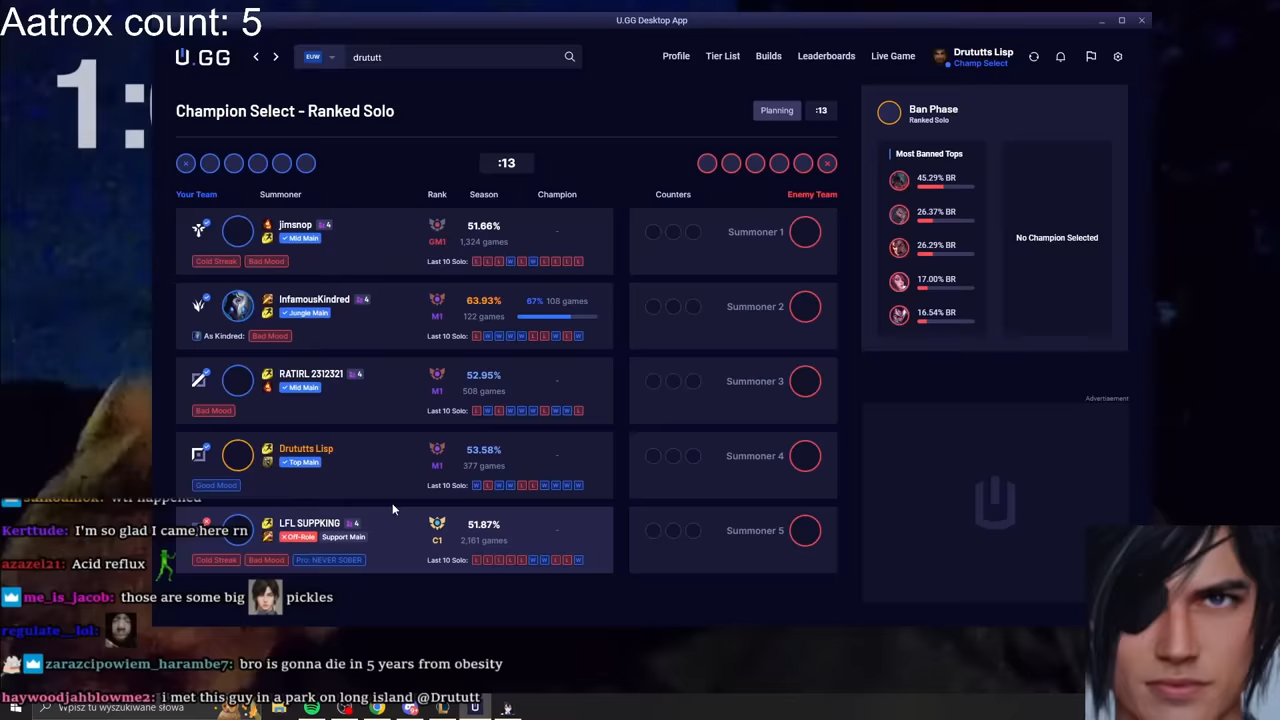 Aatrox count: 5
U.GG Desktop App
U.GG
EUW
drututt
Profile
Tier List
Builds
Leaderboards
Live Game
Drututts Lisp
Champ Select
1:
Champion Select - Ranked Solo
Planning
:13
:13
Your Team
Summoner
Rank
Season
Champion
Counters
Enemy Team
jimsnop
4
Mid Main
GM1
51.66%
1,324 games
-
Cold Streak
Bad Mood
Last 10 Solo: L L L W L W L L L L
Summoner 1
InfamousKindred
4
Jungle Main
M1
63.93%
122 games
67% 108 games
As Kindred:
Bad Mood
Last 10 Solo: L W W W W L L W L W
Summoner 2
RATIRL 2312321
4
Mid Main
M1
52.95%
508 games
-
Bad Mood
Last 10 Solo: L W L W W W L W W L
Summoner 3
Drututts Lisp
Top Main
M1
53.58%
377 games
-
Good Mood
Last 10 Solo: W L W W L L W W W W
Summoner 4
LFL SUPPKING
4
Off-Role
Support Main
C1
51.87%
2,161 games
-
Cold Streak
Bad Mood
Pro: NEVER SOBER
Last 10 Solo: L L L L L W W L L W
Summoner 5
Ban Phase
Ranked Solo
Most Banned Tops
45.29% BR
26.37% BR
26.29% BR
17.00% BR
16.54% BR
No Champion Selected
Advertisement
Kerttude: I'm so glad I came here rn
azazel21: Acid reflux
me_is_jacob: those are some big pickles
regulate__lol:
zarazcipowiem_harambe7: bro is gonna die in 5 years from obesity
haywoodjahblowme2: i met this guy in a park on long island @Drututt
Wpisz tu wyszukiwane słowa